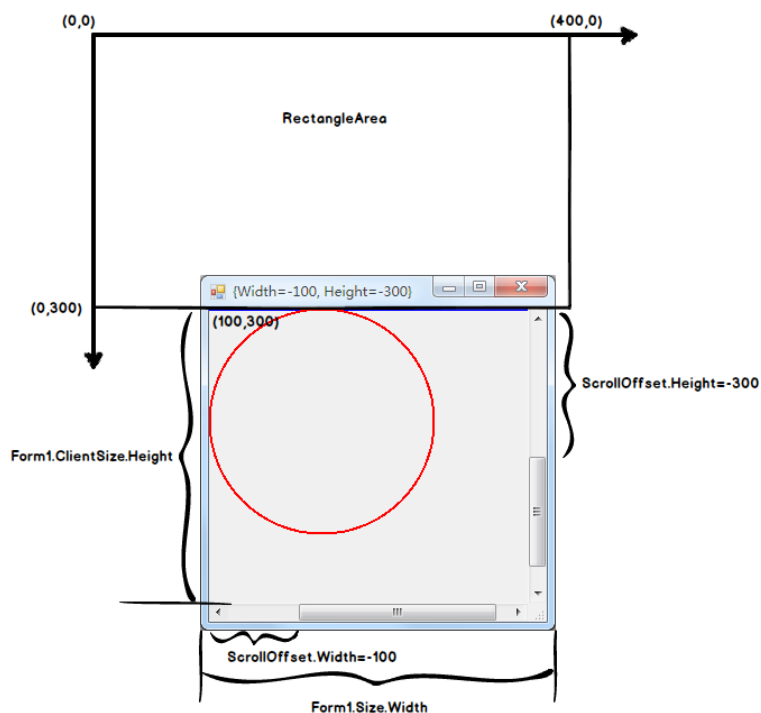 (0,0)
(400,0)
RectangleArea
{Width=-100, Height=-300}
(0,300)
(100,300)
ScrollOffset.Height=-300
Form1.ClientSize.Height
ScrollOffset.Width=-100
Form1.Size.Width